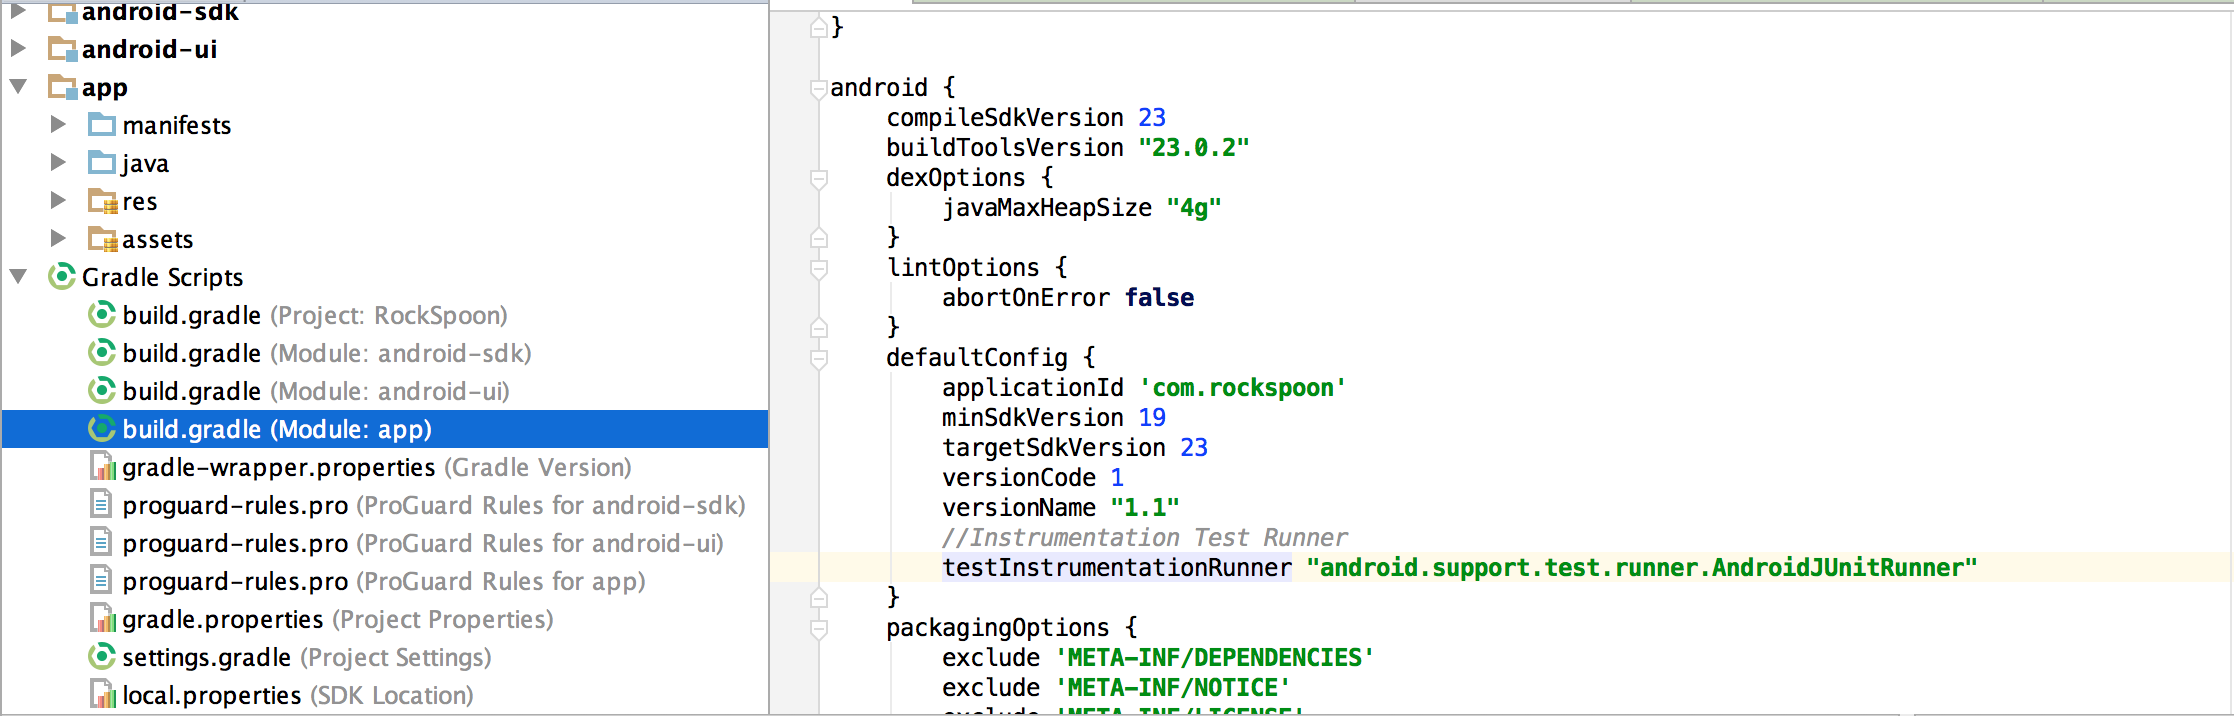 android-sdk
android-ui
app
manifests
java
res
assets
Gradle Scripts
build.gradle (Project: RockSpoon)
build.gradle (Module: android-sdk)
build.gradle (Module: android-ui)
build.gradle (Module: app)
gradle-wrapper.properties (Gradle Version)
proguard-rules.pro (ProGuard Rules for android-sdk)
proguard-rules.pro (ProGuard Rules for android-ui)
proguard-rules.pro (ProGuard Rules for app)
gradle.properties (Project Properties)
settings.gradle (Project Settings)
local.properties (SDK Location)
}
android {
compileSdkVersion 23
buildToolsVersion "23.0.2"
dexOptions {
javaMaxHeapSize "4g"
}
lintOptions {
abortOnError false
}
defaultConfig {
applicationId 'com.rockspoon'
minSdkVersion 19
targetSdkVersion 23
versionCode 1
versionName "1.1"
//Instrumentation Test Runner
testInstrumentationRunner "android.support.test.runner.AndroidJUnitRunner"
}
packagingOptions {
exclude 'META-INF/DEPENDENCIES'
exclude 'META-INF/NOTICE'
exclude 'META-INF/LICENSE'